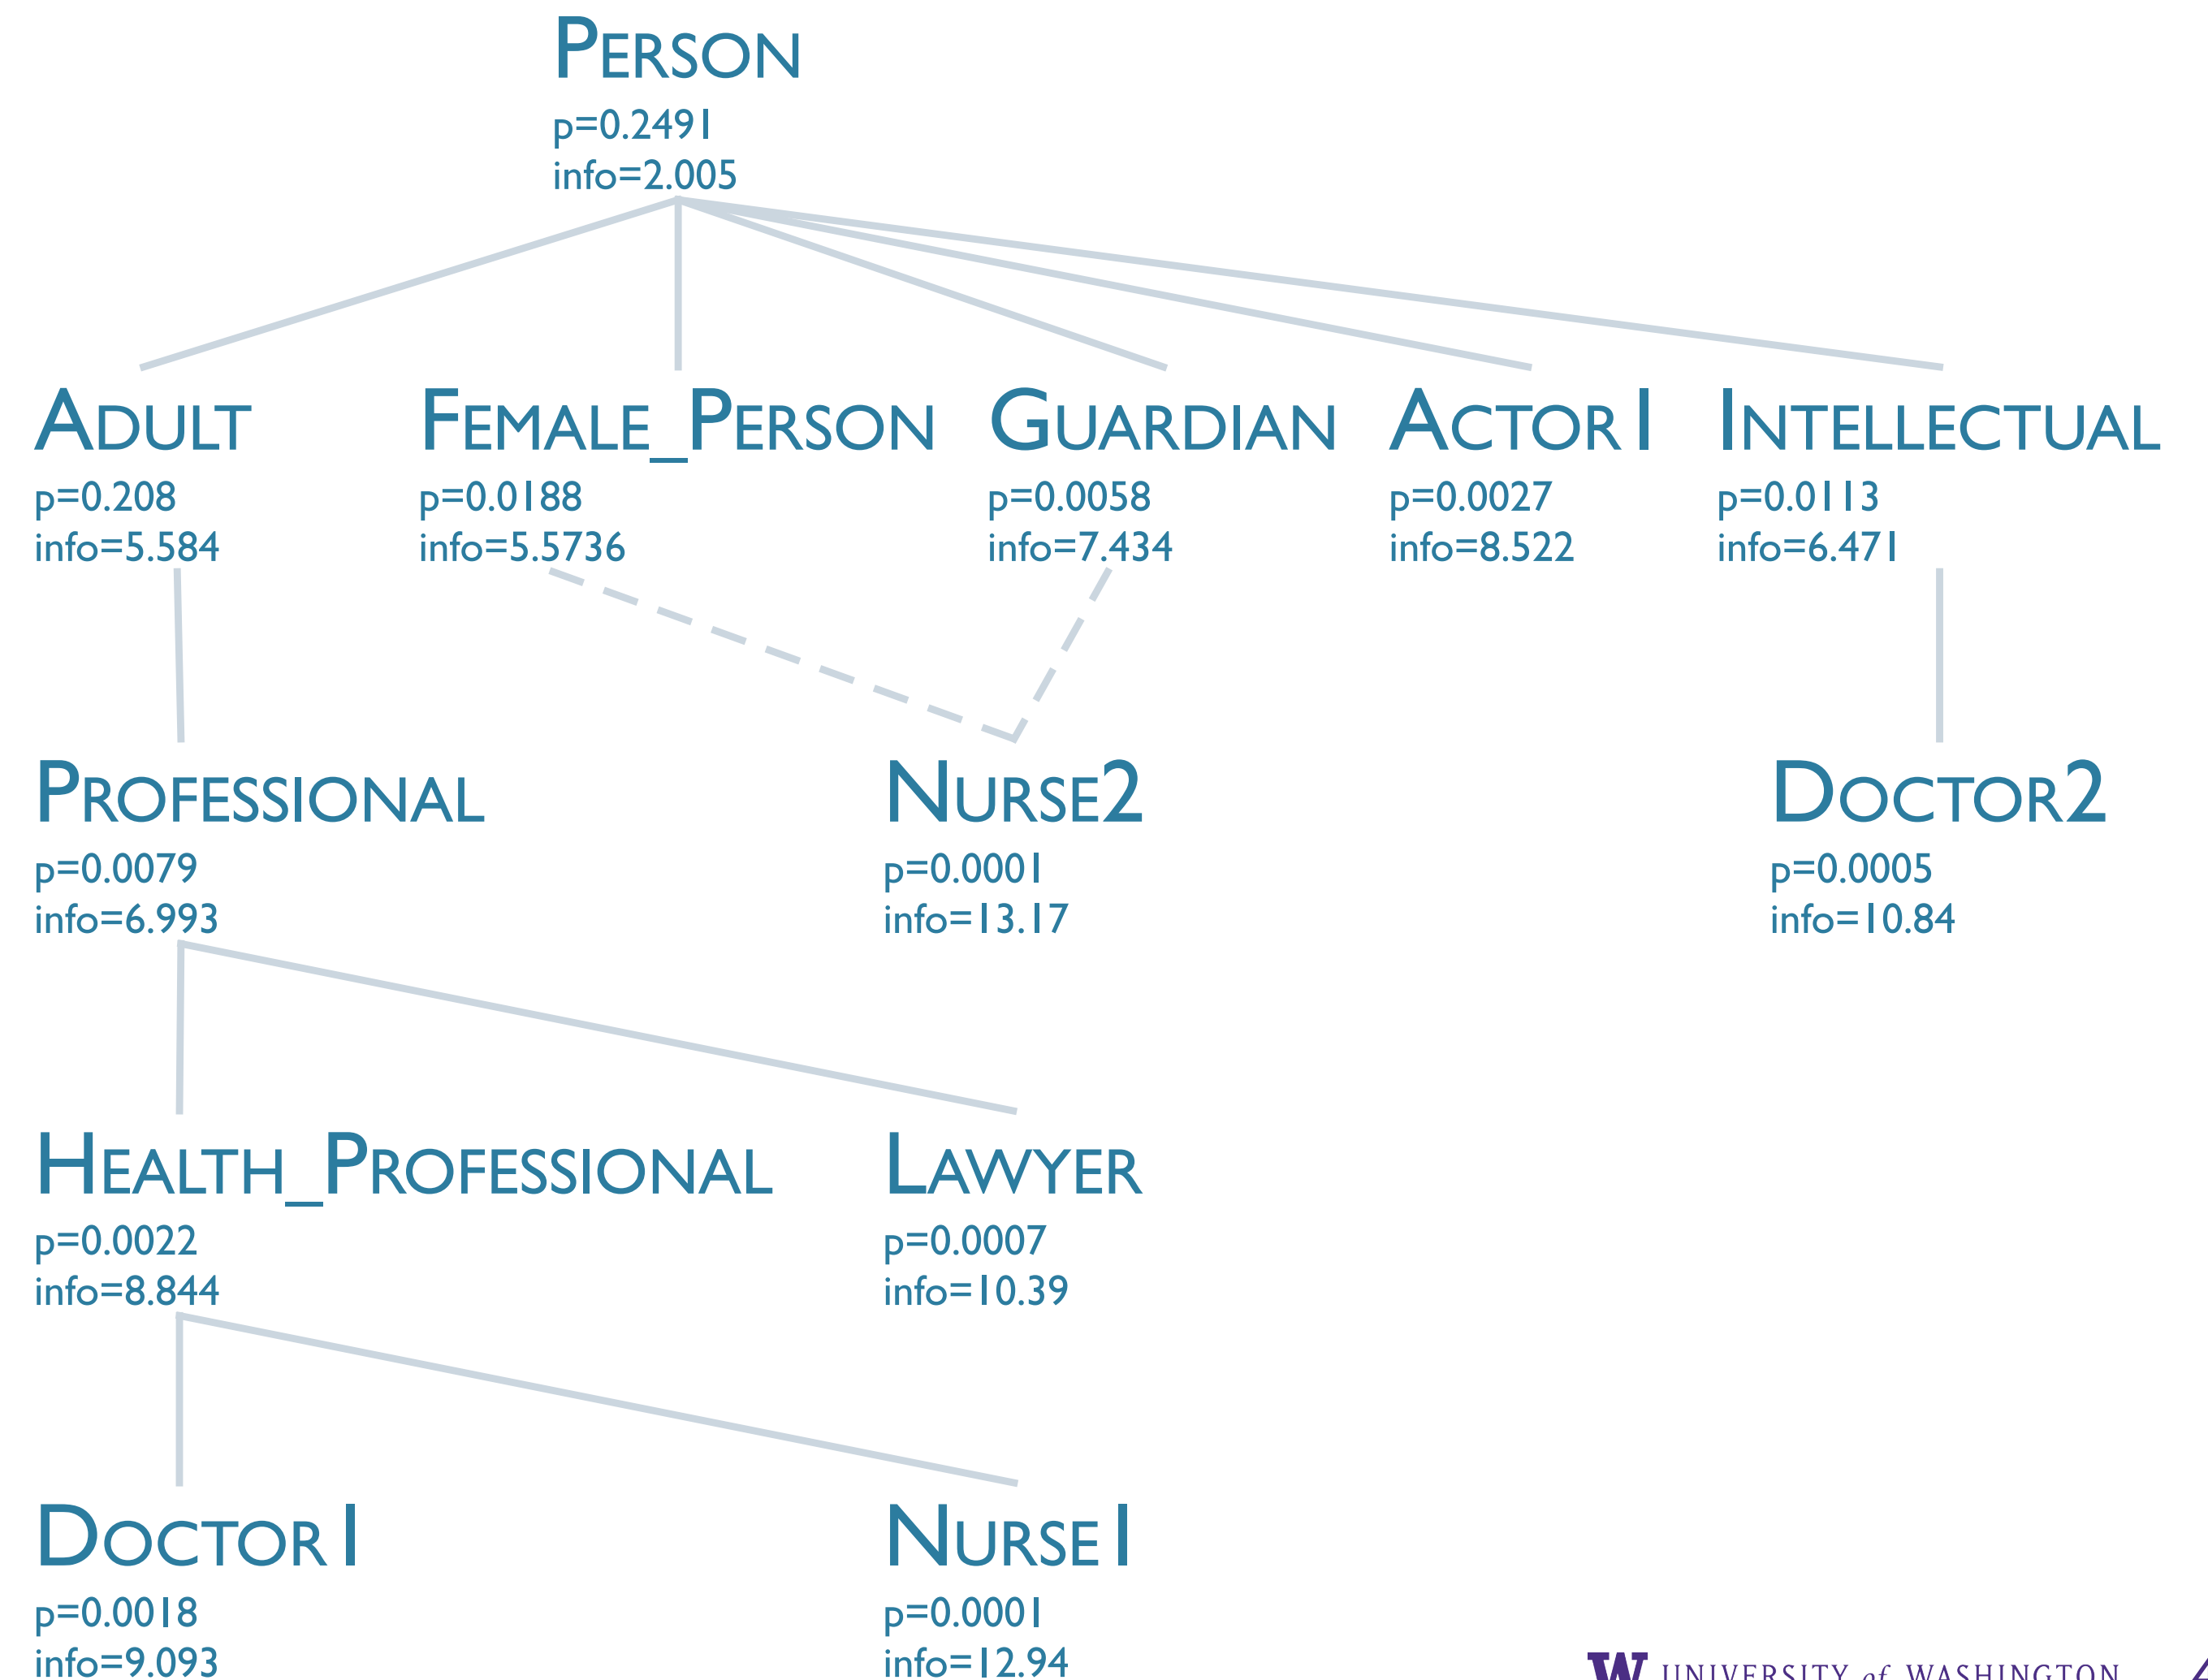 PERSON
p=0.2491
info=2.005
ADULT
p=0.208
info=5.584
FEMALE_PERSON
p=0.0188
info=5.5736
GUARDIAN
p=0.0058
info=7.434
ACTOR1
p=0.0027
info=8.522
INTELLECTUAL
p=0.0113
info=6.471
PROFESSIONAL
p=0.0079
info=6.993
NURSE2
p=0.0001
info=13.17
DOCTOR2
p=0.0005
info=10.84
HEALTH_PROFESSIONAL
p=0.0022
info=8.844
LAWYER
p=0.0007
info=10.39
DOCTOR1
p=0.0018
info=9.093
NURSE1
p=0.0001
info=12.94
W UNIVERSITY of WASHINGTON